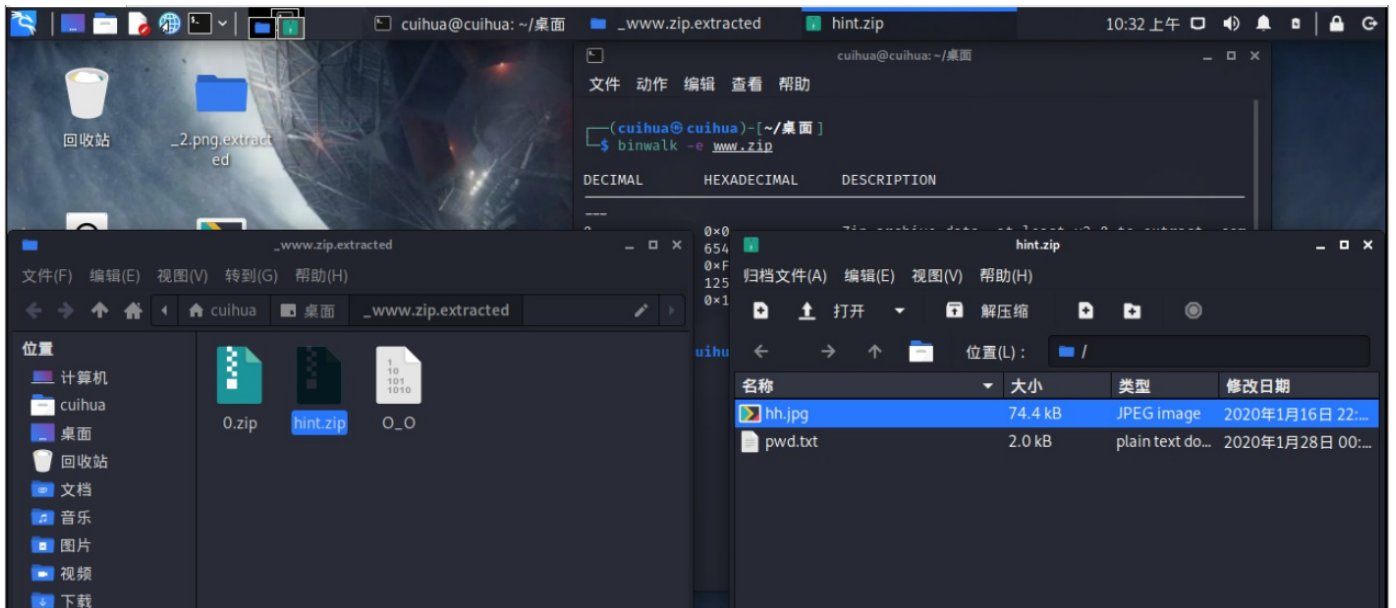 cuihua@cuihua: ~/桌面
_www.zip.extracted
hint.zip
10:32 上午
回收站
_2.png.extract
ed
cuihua@cuihua: ~/桌面
文件 动作 编辑 查看 帮助
(cuihua㉿cuihua)-[~/桌面]
$ binwalk -e www.zip
DECIMAL HEXADECIMAL DESCRIPTION
0x0
654
0xF
125
0x1
uihu
_www.zip.extracted
文件(F) 编辑(E) 视图(V) 转到(G) 帮助(H)
cuihua 桌面 _www.zip.extracted
位置
计算机
cuihua
桌面
回收站
文档
音乐
图片
视频
下载
0.zip hint.zip O_O
hint.zip
归档文件(A) 编辑(E) 视图(V) 帮助(H)
打开 解压缩
位置(L): /
名称 大小 类型 修改日期
hh.jpg 74.4 kB JPEG image 2020年1月16日 22:...
pwd.txt 2.0 kB plain text do... 2020年1月28日 00:...